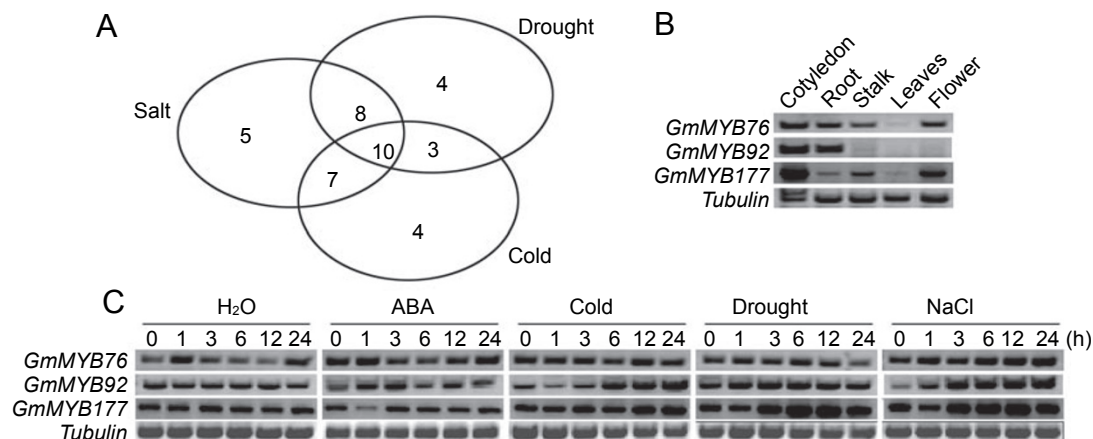 A
Drought
Salt
4
5
8
10
3
7
4
Cold
B
Cotyledon
Root
Stalk
Leaves
Flower
GmMYB76
GmMYB92
GmMYB177
Tubulin
C
H₂O ABA Cold Drought NaCl
0 1 3 6 12 24 0 1 3 6 12 24 0 1 3 6 12 24 0 1 3 6 12 24 0 1 3 6 12 24 (h)
GmMYB76
GmMYB92
GmMYB177
Tubulin